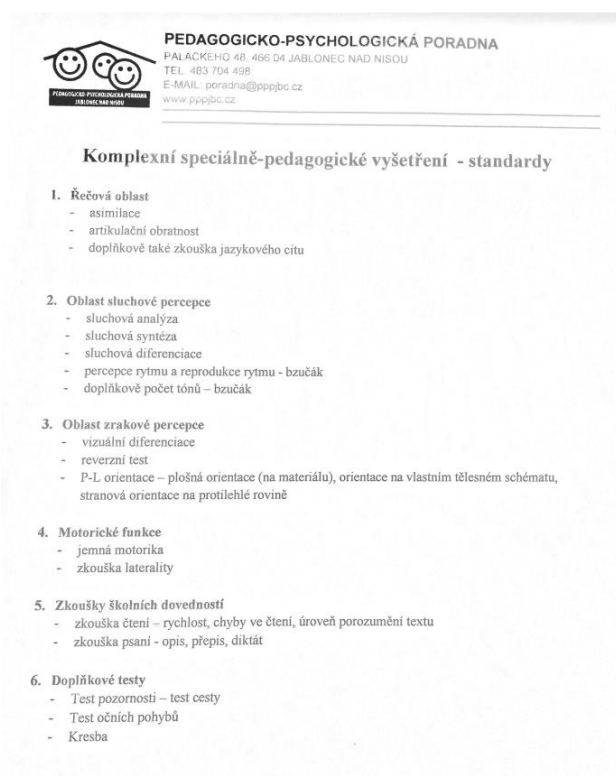 PEDAGOGICKO-PSYCHOLOGICKÁ PORADNA
PALACKÉHO 48, 466 04 JABLONEC NAD NISOU
TEL. 483 704 498
E-MAIL: poradna@pppjbc.cz
www.pppjbc.cz
PEDAGOGICKO-PSYCHOLOGICKÁ PORADNA
JABLONEC NAD NISOU
Komplexní speciálně-pedagogické vyšetření - standardy
1. Řečová oblast
- asimilace
- artikulační obratnost
- doplňkově také zkouška jazykového citu
2. Oblast sluchové percepce
- sluchová analýza
- sluchová syntéza
- sluchová diferenciace
- percepce rytmu a reprodukce rytmu - bzučák
- doplňkově počet tónů – bzučák
3. Oblast zrakové percepce
- vizuální diferenciace
- reverzní test
- P-L orientace – plošná orientace (na materiálu), orientace na vlastním tělesném schématu,
stranová orientace na protilehlé rovině
4. Motorické funkce
- jemná motorika
- zkouška laterality
5. Zkoušky školních dovedností
- zkouška čtení – rychlost, chyby ve čtení, úroveň porozumění textu
- zkouška psaní - opis, přepis, diktát
6. Doplňkové testy
- Test pozornosti – test cesty
- Test očních pohybů
- Kresba